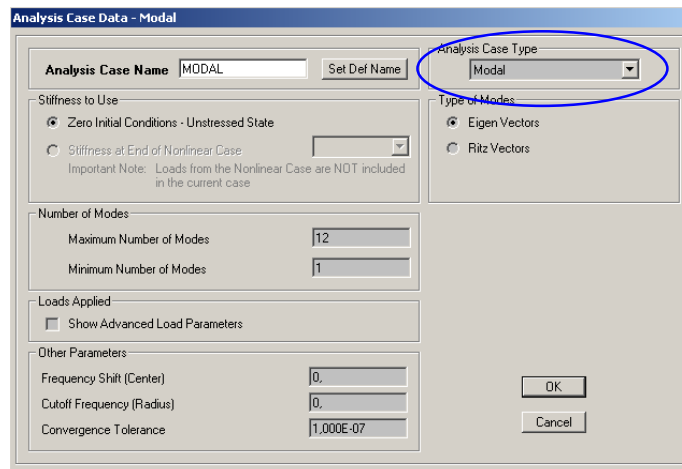 Analysis Case Data - Modal
Analysis Case Name MODAL Set Def Name
Analysis Case Type
Modal
Stiffness to Use
Zero Initial Conditions - Unstressed State
Stiffness at End of Nonlinear Case
Important Note: Loads from the Nonlinear Case are NOT included
in the current case
Type of Modes
Eigen Vectors
Ritz Vectors
Number of Modes
Maximum Number of Modes 12
Minimum Number of Modes 1
Loads Applied
Show Advanced Load Parameters
Other Parameters
Frequency Shift (Center) 0,
Cutoff Frequency (Radius) 0,
Convergence Tolerance 1,000E-07
OK
Cancel